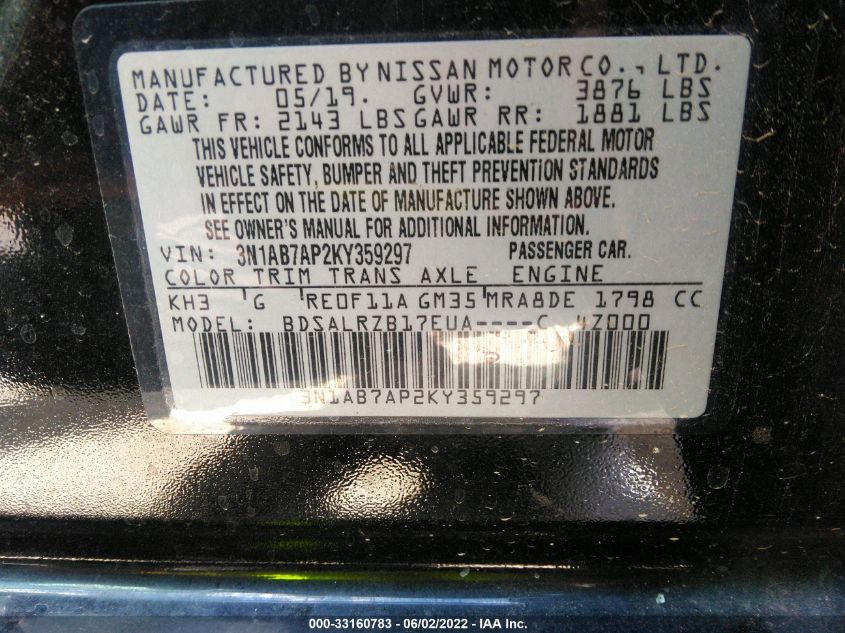 MANUFACTURED BY NISSAN MOTOR CO., LTD.
DATE: 05/19. GVWR: 3876 LBS
GAWR FR: 2143 LBS GAWR RR: 1881 LBS
THIS VEHICLE CONFORMS TO ALL APPLICABLE FEDERAL MOTOR
VEHICLE SAFETY, BUMPER AND THEFT PREVENTION STANDARDS
IN EFFECT ON THE DATE OF MANUFACTURE SHOWN ABOVE.
SEE OWNER'S MANUAL FOR ADDITIONAL INFORMATION.
VIN: 3N1AB7AP2KY359297 PASSENGER CAR.
COLOR TRIM TRANS AXLE ENGINE
KH3 G RE0F11A GM35 MRA8DE 1798 CC
MODEL: BDSALRZB17EUA----C 4Z000
3N1AB7AP2KY359297
000-33160783 - 06/02/2022 - IAA Inc.